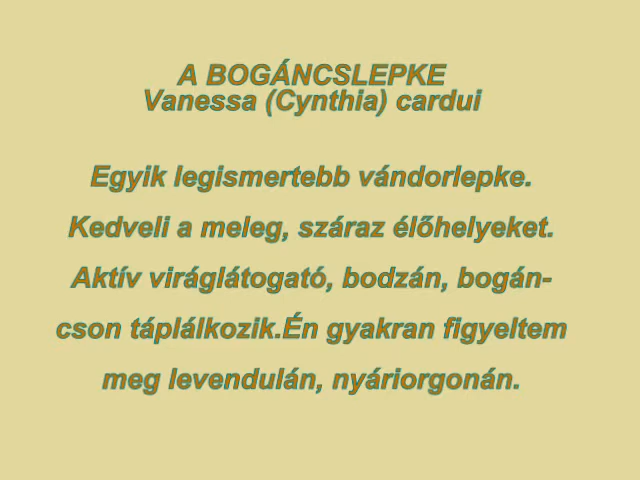 A BOGÁNCSLEPKE
Vanessa (Cynthia) cardui
Egyik legismertebb vándorlepke.
Kedveli a meleg, száraz élőhelyeket.
Aktív viráglátogató, bodzán, bogán-
cson táplálkozik.Én gyakran figyeltem
meg levendulán, nyáriorgonán.